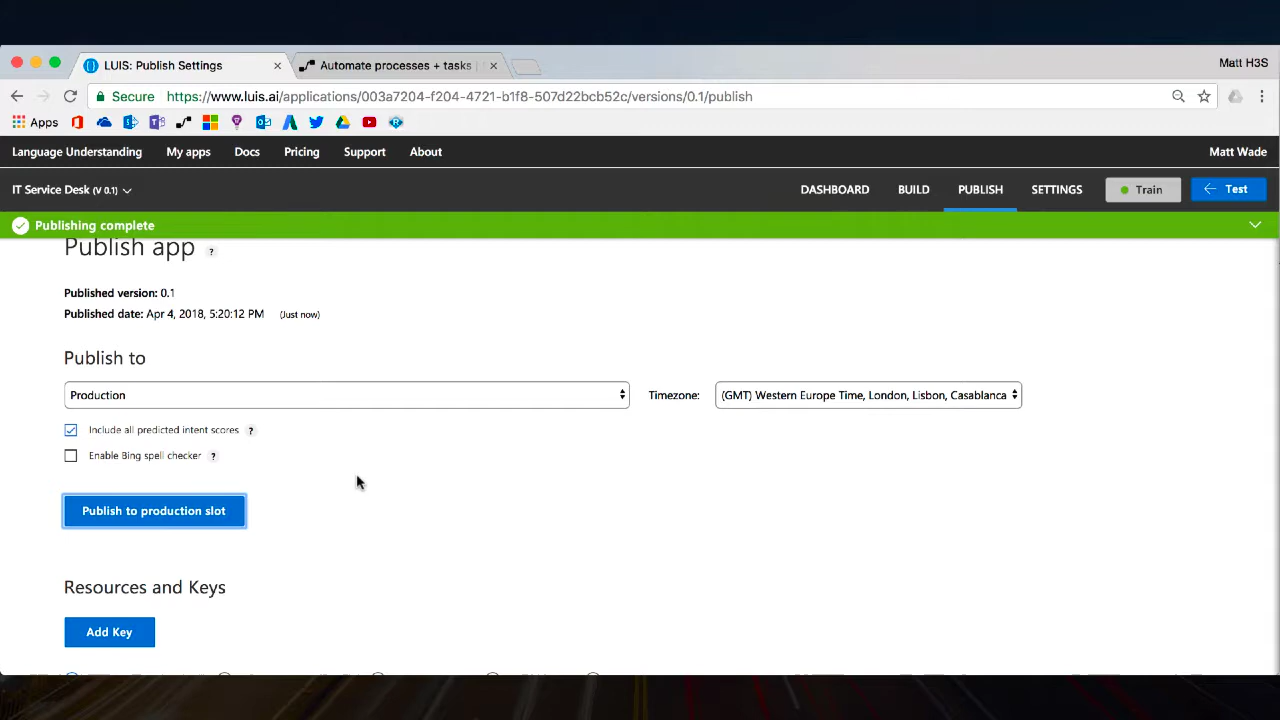 LUIS: Publish Settings
Automate processes + tasks |
Matt H3S
Secure https://www.luis.ai/applications/003a7204-f204-4721-b1f8-507d22bcb52c/versions/0.1/publish
Apps
Language Understanding My apps Docs Pricing Support About Matt Wade
IT Service Desk (V 0.1) DASHBOARD BUILD PUBLISH SETTINGS Train Test
Publishing complete
Publish app ?
Published version: 0.1
Published date: Apr 4, 2018, 5:20:12 PM (Just now)
Publish to
Production Timezone: (GMT) Western Europe Time, London, Lisbon, Casablanca
Include all predicted intent scores ?
Enable Bing spell checker ?
Publish to production slot
Resources and Keys
Add Key